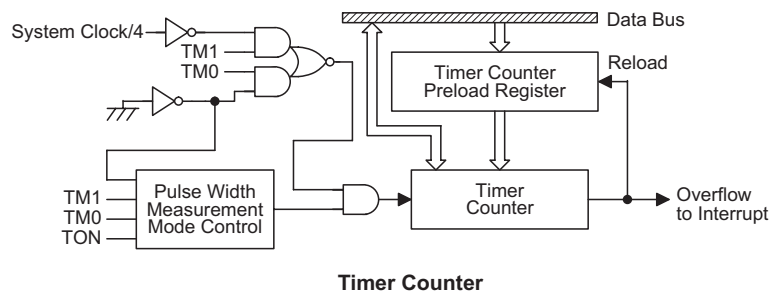 System Clock/4
TM1
TM0
Data Bus
Timer Counter
Preload Register
Reload
TM1
TM0
TON
Pulse Width
Measurement
Mode Control
Timer
Counter
Overflow
to Interrupt
Timer Counter